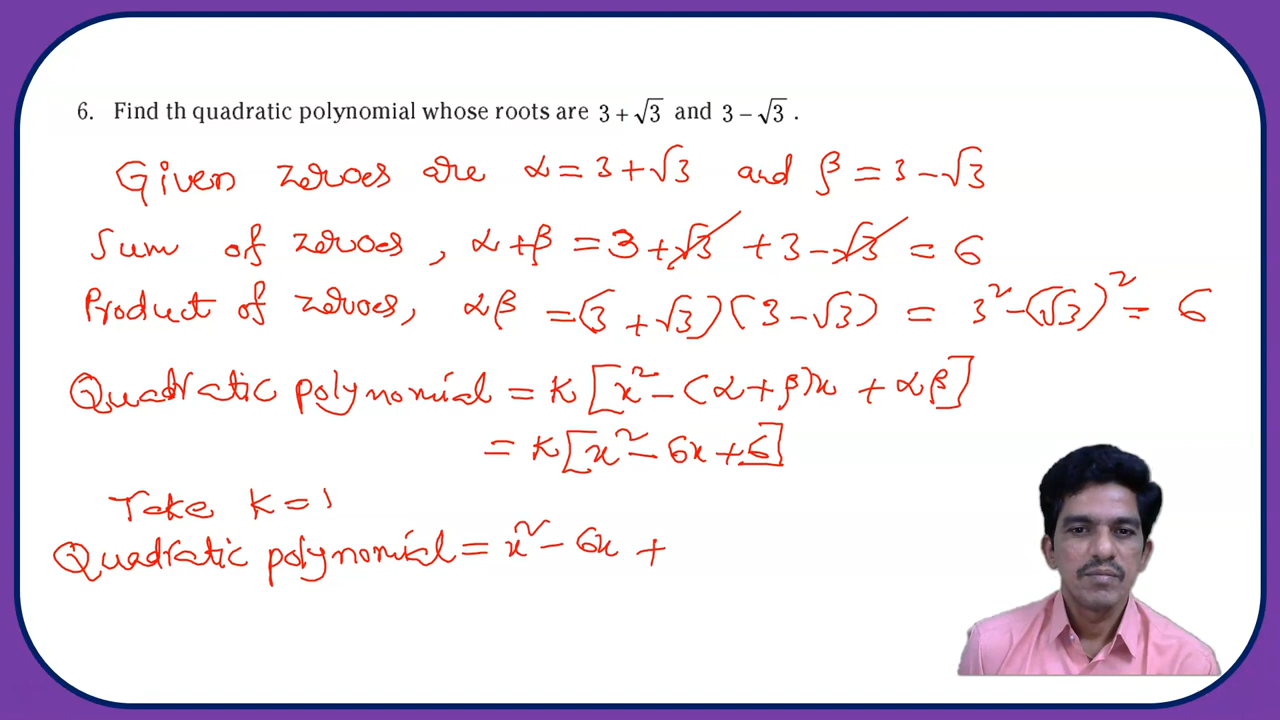 6. Find th quadratic polynomial whose roots are 3 + √3 and 3 − √3 .
Given zeroes are α = 3 + √3 and β = 3 − √3
Sum of zeroes, α + β = 3 + √3 + 3 − √3 = 6
Product of zeroes, αβ = (3 + √3) (3 − √3) = 3² − (√3)² = 6
Quadratic polynomial = K [x² − (α + β)x + αβ]
= K [x² − 6x + 6]
Take K = 1
Quadratic polynomial = x² − 6x +